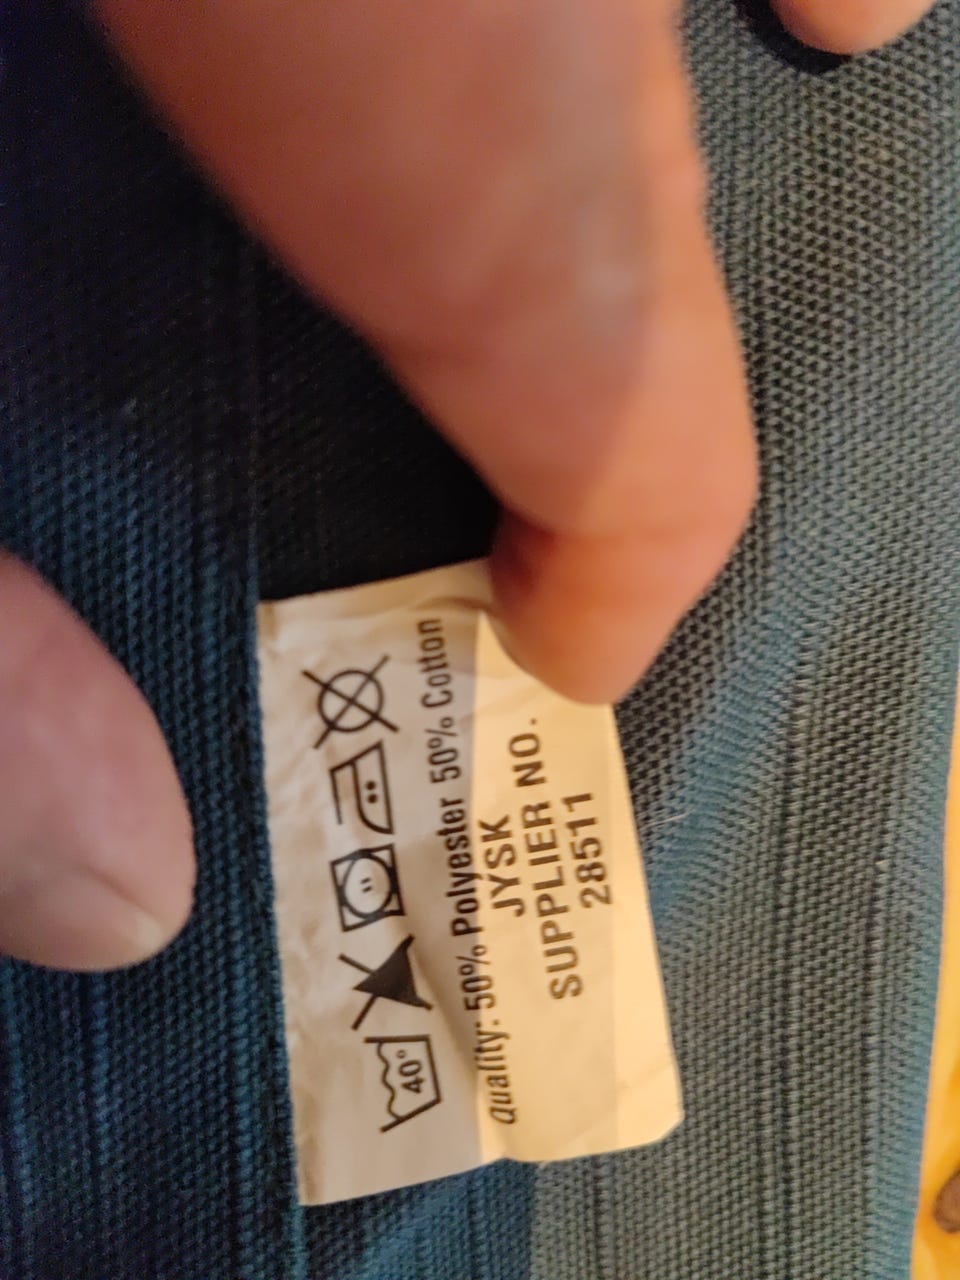 40°
Quality: 50% Polyester 50% Cotton
JYSK
SUPPLIER NO.
28511